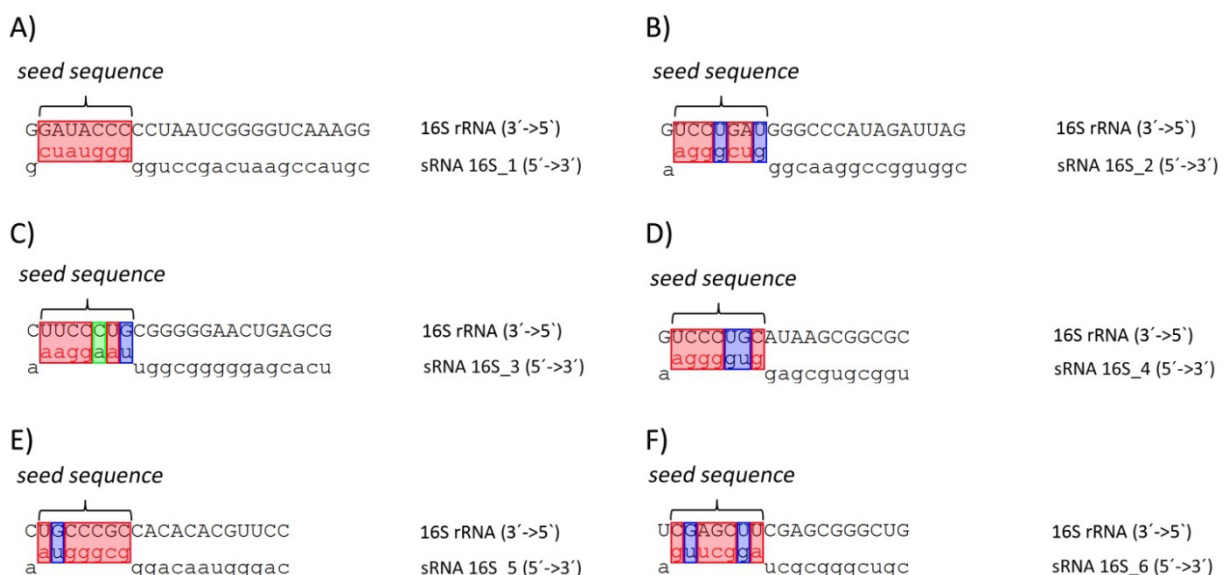 A)
seed sequence
GGAUACCCCCUAAUCGGGGUCAAAGG 16S rRNA (3´->5`)
cuauggg
g gguccgacuaagccaugc sRNA 16S_1 (5´->3´)
B)
seed sequence
GUCCUGAUGGGCCCAUAGAUUAG 16S rRNA (3´->5`)
agggcug
a ggcaaggccgguggc sRNA 16S_2 (5´->3´)
C)
seed sequence
CUUCCCUGCGGGGGAACUGAGCG 16S rRNA (3´->5`)
aaggaau
a uggcgggggagcacu sRNA 16S_3 (5´->3´)
D)
seed sequence
GUCCCUGCAUAAGCGGCGC 16S rRNA (3´->5`)
aggggug
a gagcgugcggu sRNA 16S_4 (5´->3´)
E)
seed sequence
CUGCCCGCCACACACGUUCC 16S rRNA (3´->5`)
augggcg
a ggacaaugggac sRNA 16S_5 (5´->3´)
F)
seed sequence
UCGAGCUUCGAGCGGGCUG 16S rRNA (3´->5`)
guucgga
a ucgcgggcugc sRNA 16S_6 (5´->3´)